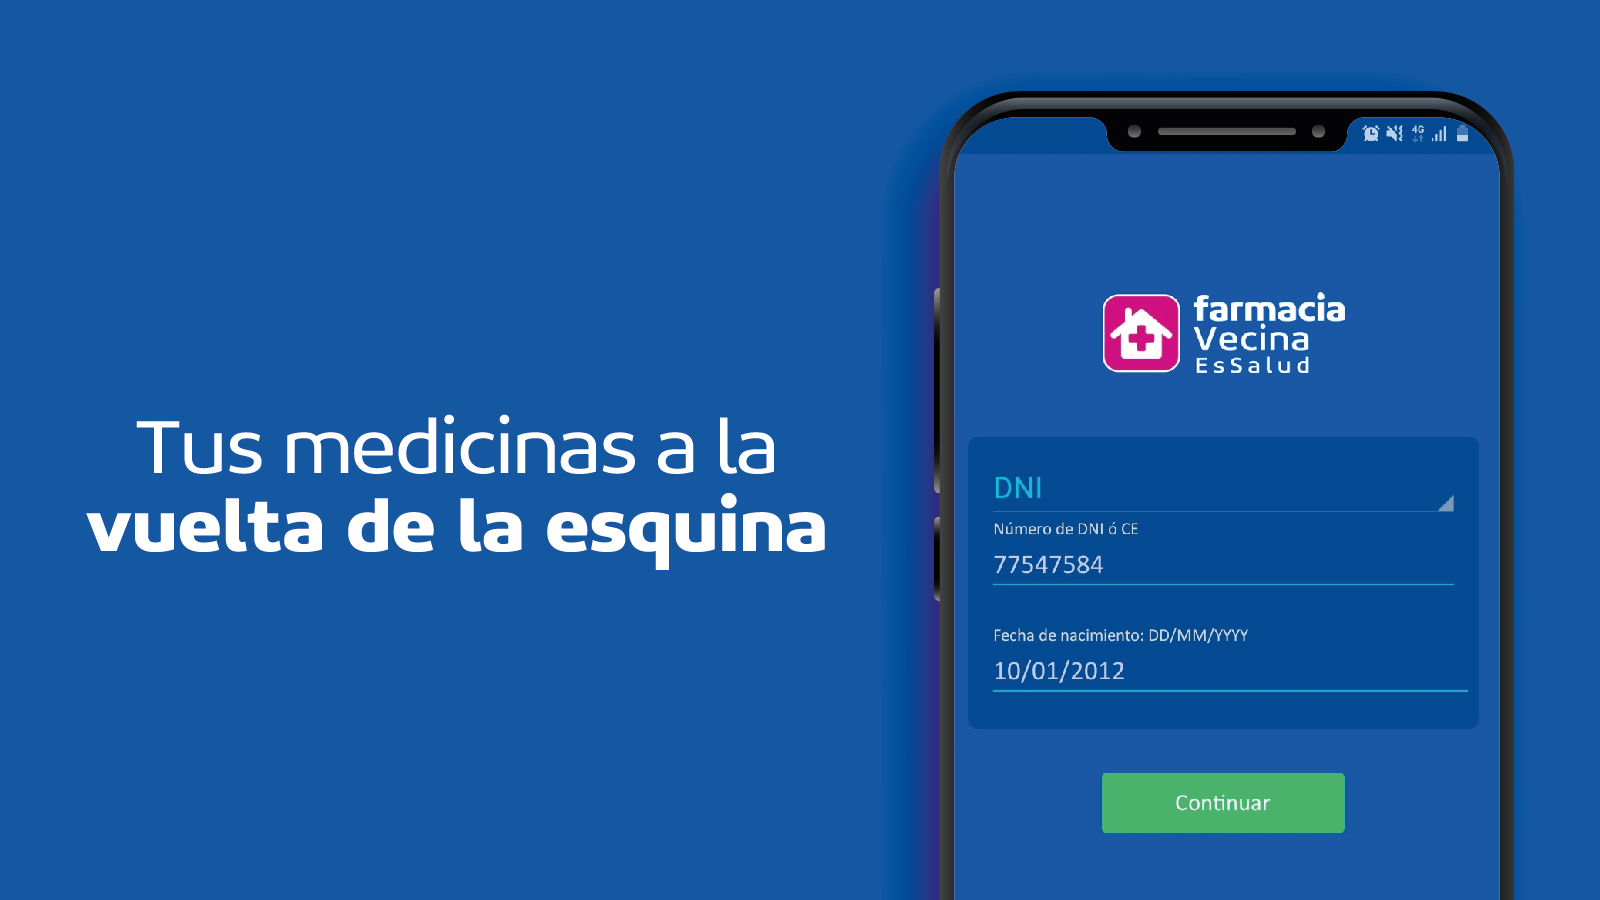 Tus medicinas a la
vuelta de la esquina
4G
farmacia
Vecina
EsSalud
DNI
Número de DNI ó CE
77547584
Fecha de nacimiento: DD/MM/YYYY
10/01/2012
Continuar